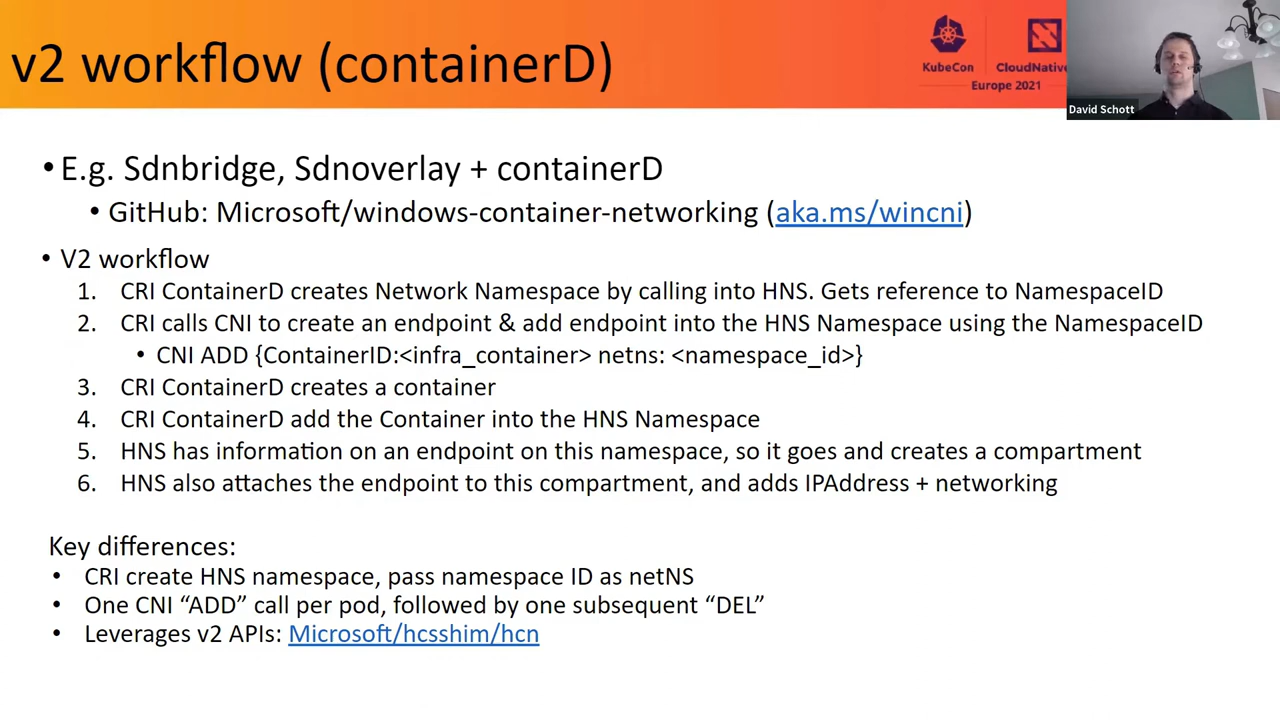 v2 workflow (containerD)
KubeCon
CloudNative
Europe 2021
David Schott
• E.g. Sdnbridge, Sdnoverlay + containerD
• GitHub: Microsoft/windows-container-networking (aka.ms/wincni)
• V2 workflow
1. CRI ContainerD creates Network Namespace by calling into HNS. Gets reference to NamespaceID
2. CRI calls CNI to create an endpoint & add endpoint into the HNS Namespace using the NamespaceID
• CNI ADD {ContainerID:<infra_container> netns: <namespace_id>}
3. CRI ContainerD creates a container
4. CRI ContainerD add the Container into the HNS Namespace
5. HNS has information on an endpoint on this namespace, so it goes and creates a compartment
6. HNS also attaches the endpoint to this compartment, and adds IPAddress + networking
Key differences:
• CRI create HNS namespace, pass namespace ID as netNS
• One CNI “ADD” call per pod, followed by one subsequent “DEL”
• Leverages v2 APIs: Microsoft/hcsshim/hcn